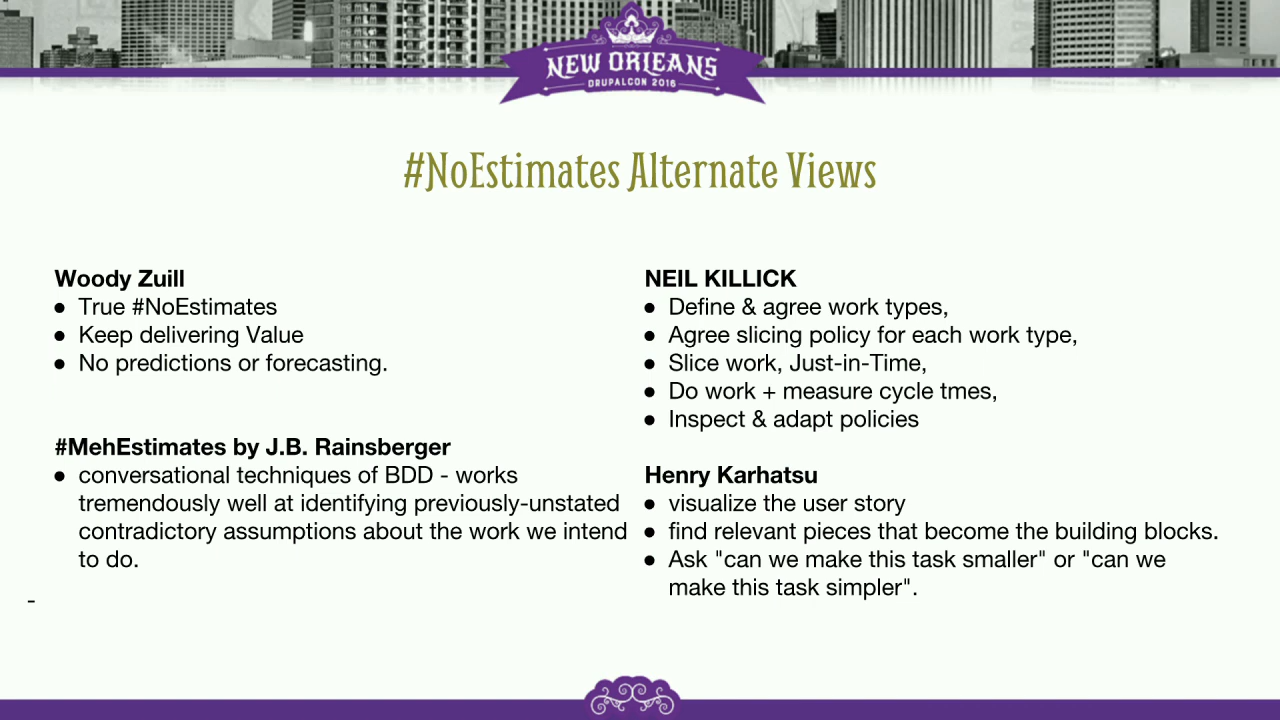 NEW ORLEANS
DRUPALCON 2016
#NoEstimates Alternate Views
Woody Zuill
● True #NoEstimates
● Keep delivering Value
● No predictions or forecasting.
#MehEstimates by J.B. Rainsberger
● conversational techniques of BDD - works
tremendously well at identifying previously-unstated
contradictory assumptions about the work we intend
to do.
-
NEIL KILLICK
● Define & agree work types,
● Agree slicing policy for each work type,
● Slice work, Just-in-Time,
● Do work + measure cycle tmes,
● Inspect & adapt policies
Henry Karhatsu
● visualize the user story
● find relevant pieces that become the building blocks.
● Ask "can we make this task smaller" or "can we
make this task simpler".